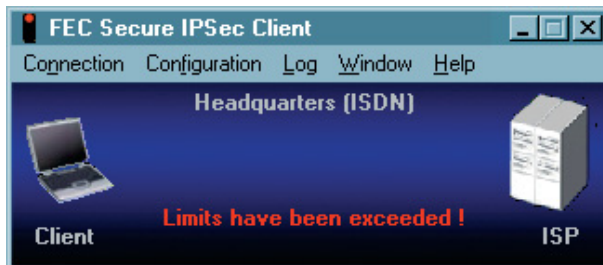 FEC Secure IPSec Client
Connection Configuration Log Window Help
Headquarters (ISDN)
Limits have been exceeded !
Client
ISP